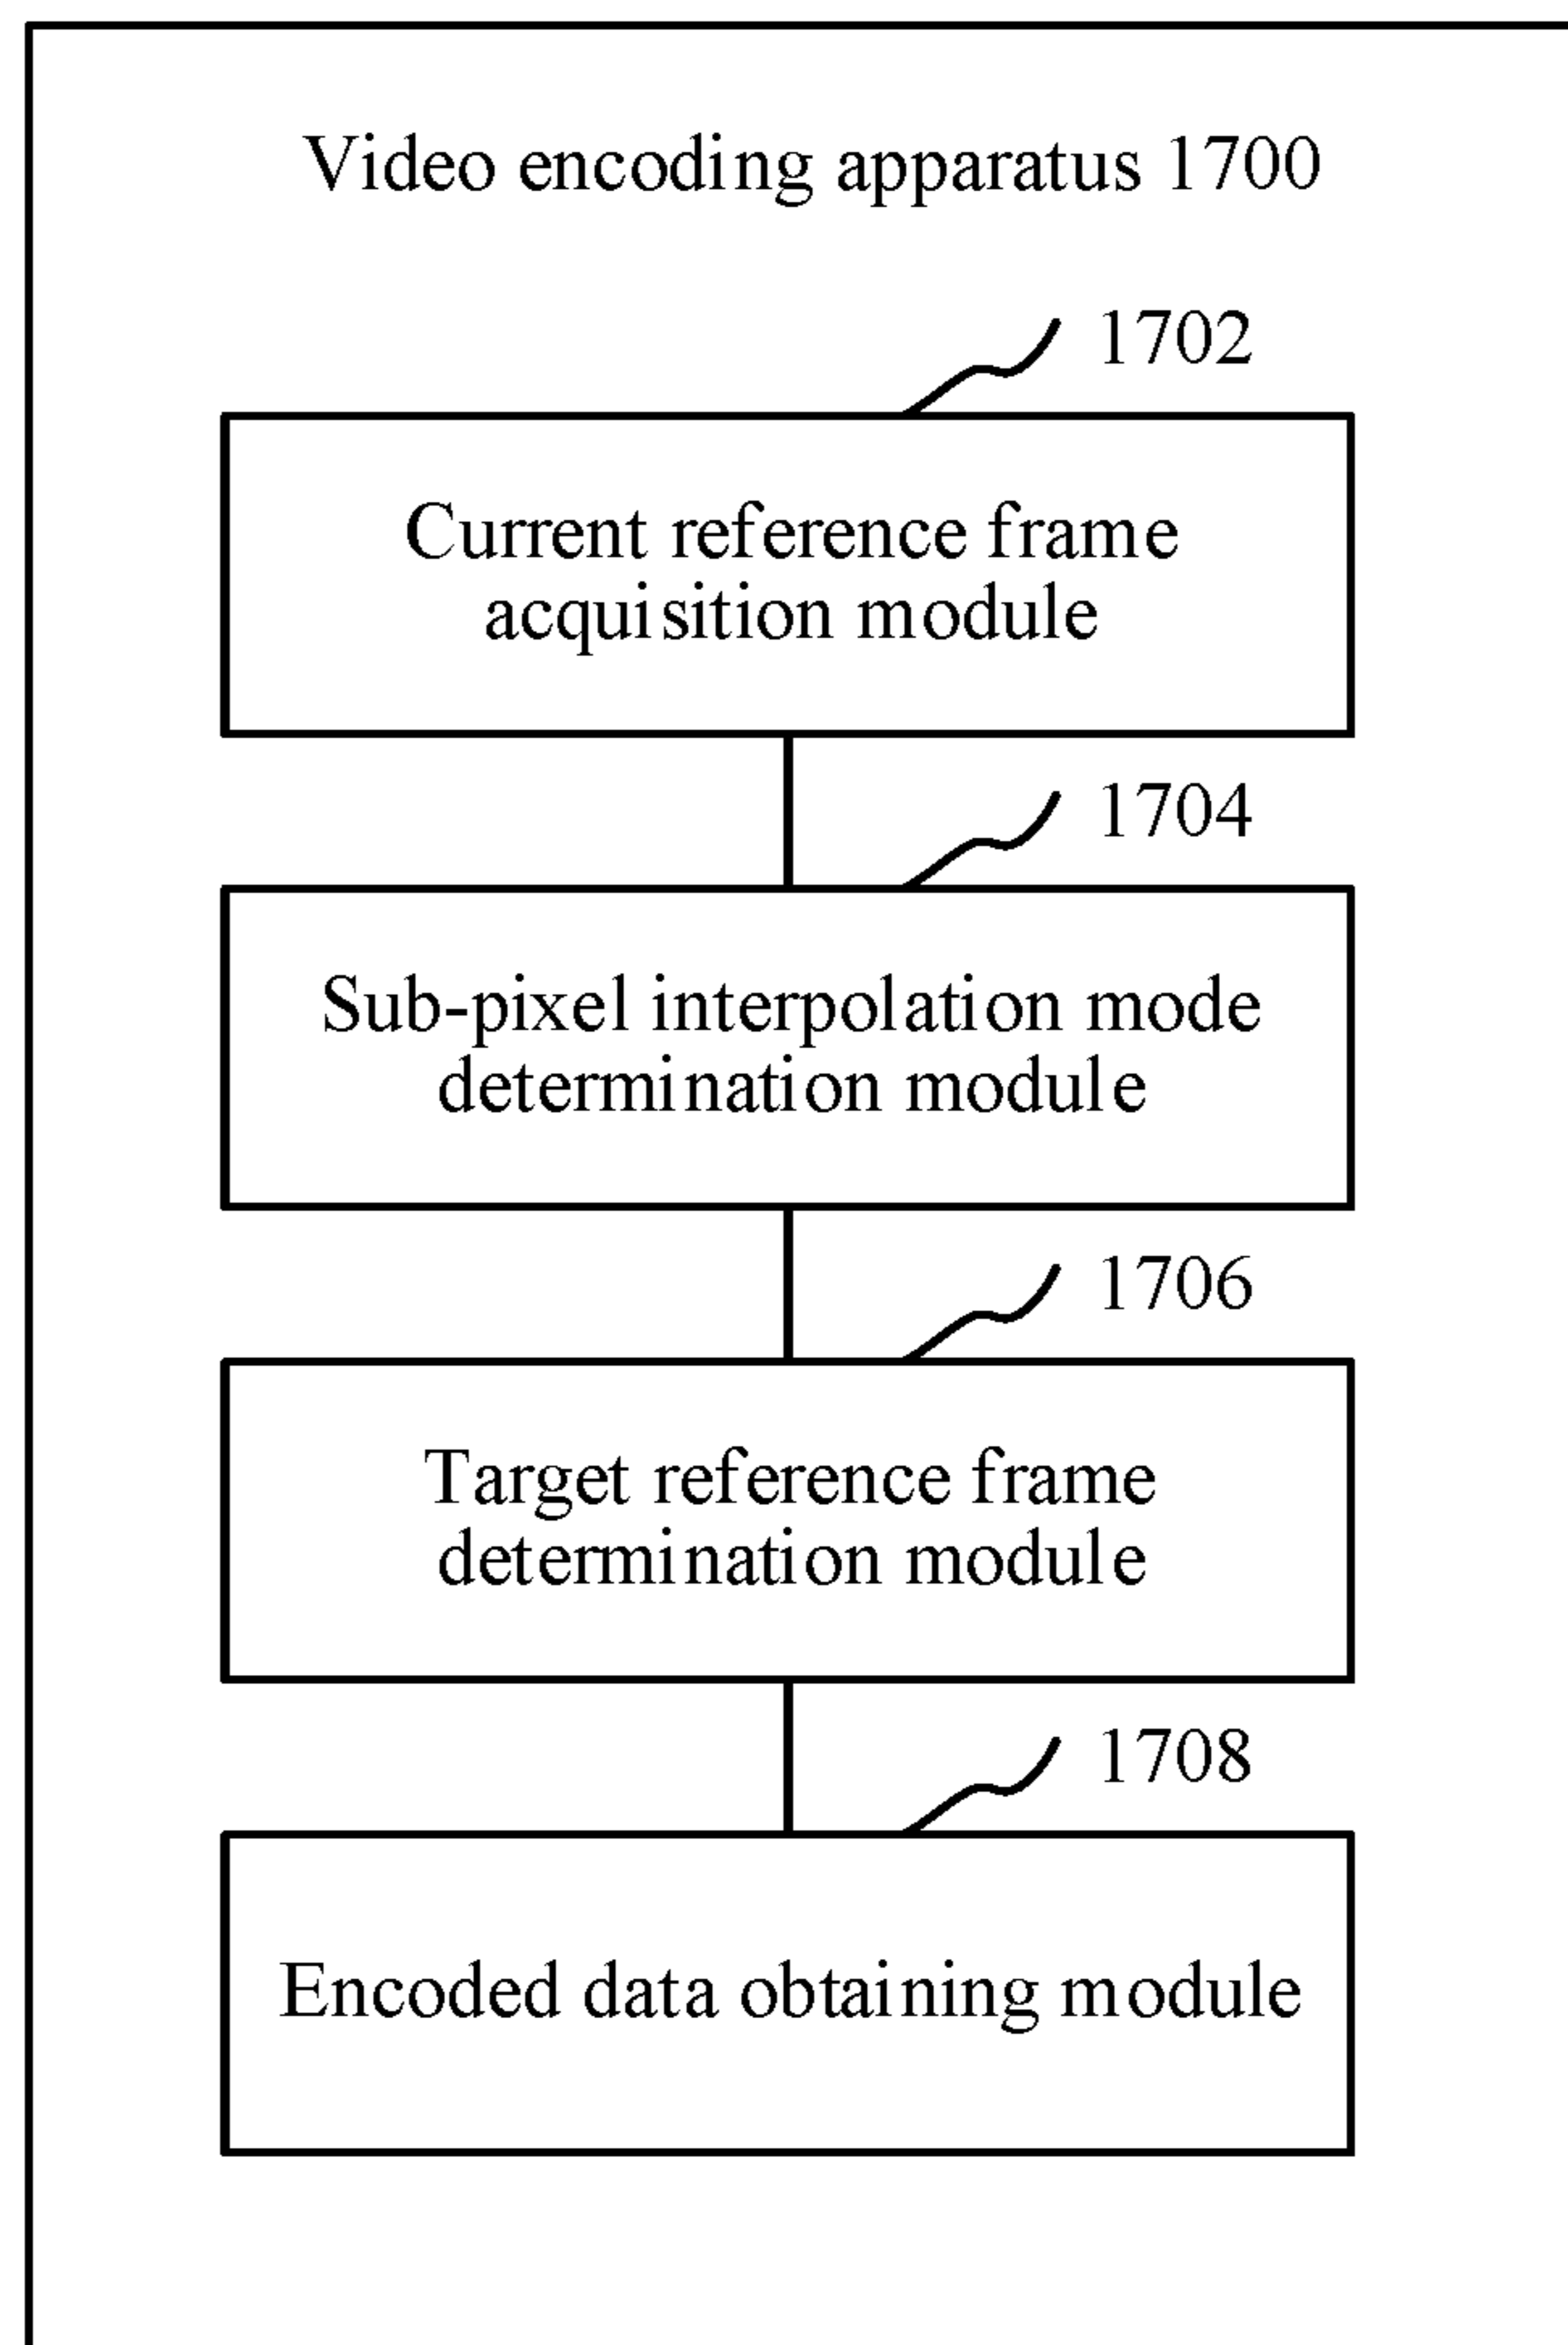 Video encoding apparatus 1700
1702
Current reference frame
acquisition module
1704
Sub-pixel interpolation mode
determination module
1706
Target reference frame
determination module
1708
Encoded data obtaining module